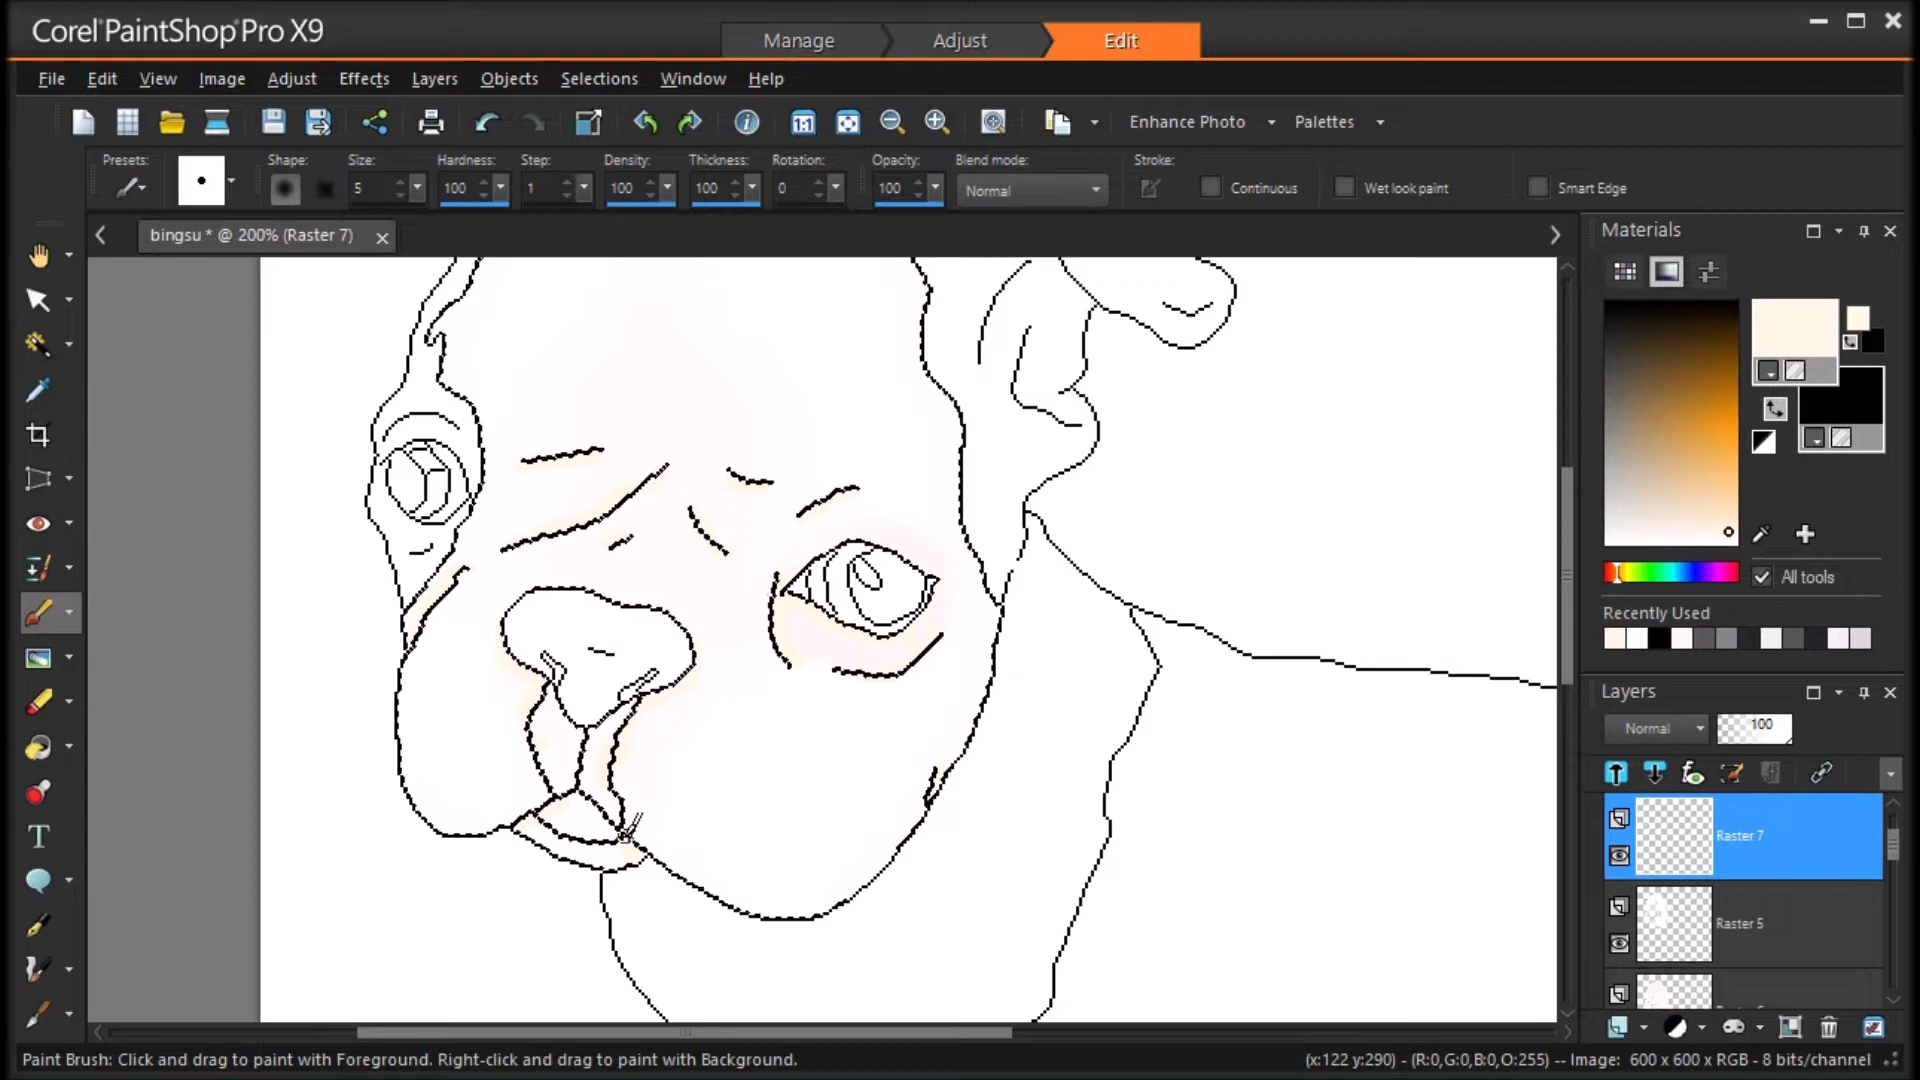 Corel® PaintShop® Pro X9
Manage
Adjust
Edit
File
Edit
View
Image
Adjust
Effects
Layers
Objects
Selections
Window
Help
1:1
Enhance Photo
Palettes
Presets:
Shape:
Size:
Hardness:
Step:
Density:
Thickness:
Rotation:
Opacity:
Blend mode:
Stroke:
5
100
1
100
100
0
100
Normal
Continuous
Wet look paint
Smart Edge
bingsu * @ 200% (Raster 7)
Materials
All tools
Recently Used
Layers
Normal
100
Raster 7
Raster 5
Paint Brush: Click and drag to paint with Foreground. Right-click and drag to paint with Background.
(x:122 y:290) - (R:0,G:0,B:0,O:255) -- Image: 600 x 600 x RGB - 8 bits/channel